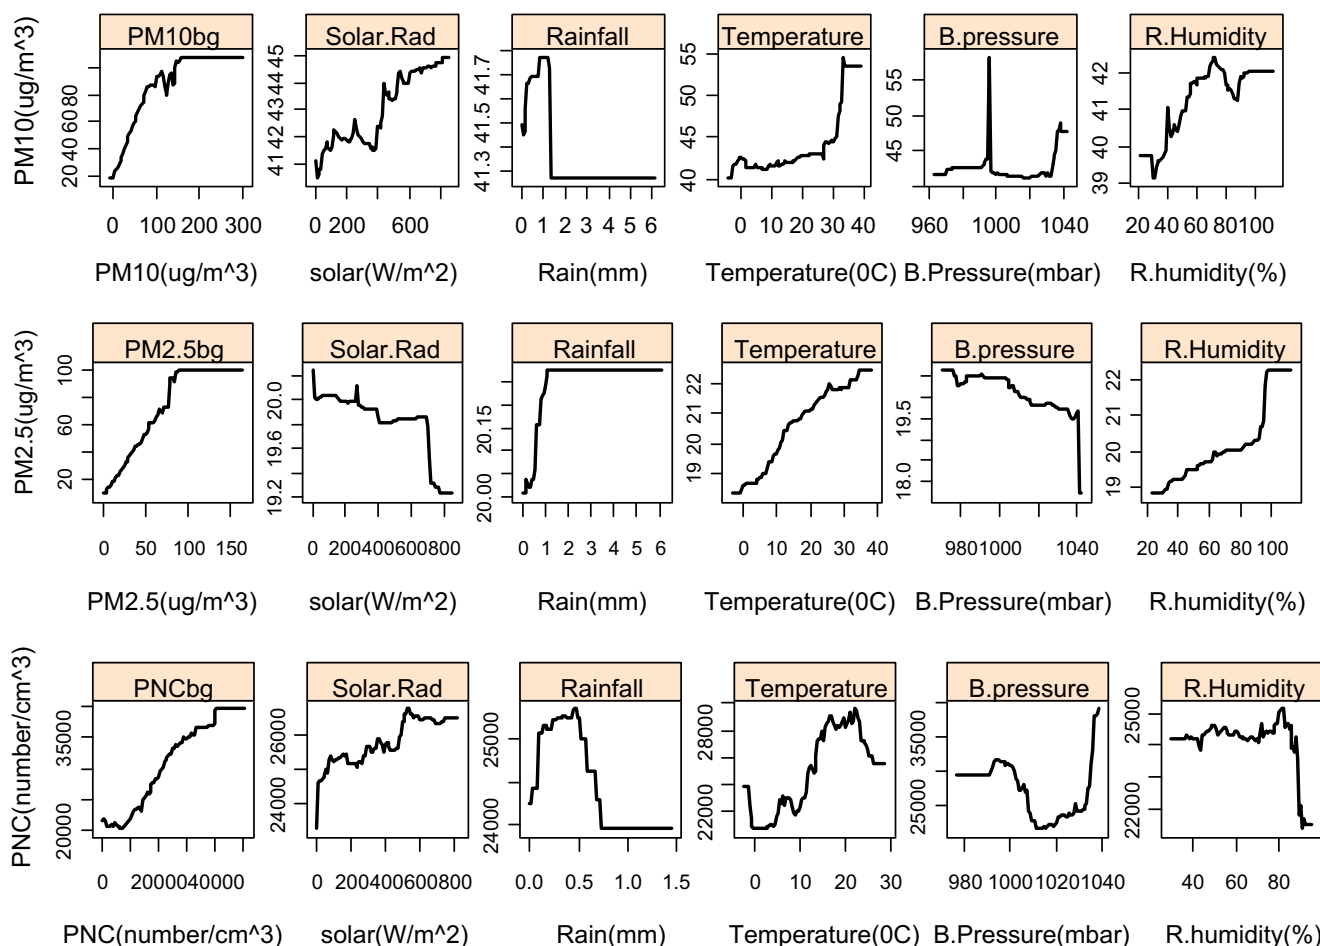 PM10bg Solar.Rad Rainfall Temperature B.pressure R.Humidity
PM10(ug/m^3)
20 40 60 80
41 42 43 44 45
41.3 41.5 41.7
40 45 50 55
45 50 55
39 40 41 42
0 100 200 300 0 200 600 0 1 2 3 4 5 6 0 10 20 30 40 960 1000 1040 20 40 60 80 100
PM10(ug/m^3) solar(W/m^2) Rain(mm) Temperature(0C) B.Pressure(mbar) R.humidity(%)
PM2.5bg Solar.Rad Rainfall Temperature B.pressure R.Humidity
PM2.5(ug/m^3)
20 60 100
19.2 19.6 20.0
20.00 20.15
19 20 21 22
18.0 19.5
19 20 21 22
0 50 100 150 0 200 400 600 800 0 1 2 3 4 5 6 0 10 20 30 40 980 1000 1040 20 40 60 80 100
PM2.5(ug/m^3) solar(W/m^2) Rain(mm) Temperature(0C) B.Pressure(mbar) R.humidity(%)
PNCbg Solar.Rad Rainfall Temperature B.pressure R.Humidity
PNC(number/cm^3)
20000 35000
24000 26000
24000 25000
22000 28000
25000 35000
22000 25000
0 20000 40000 0 200 400 600 800 0.0 0.5 1.0 1.5 0 10 20 30 980 1000 1020 1040 40 60 80
PNC(number/cm^3) solar(W/m^2) Rain(mm) Temperature(0C) B.Pressure(mbar) R.humidity(%)